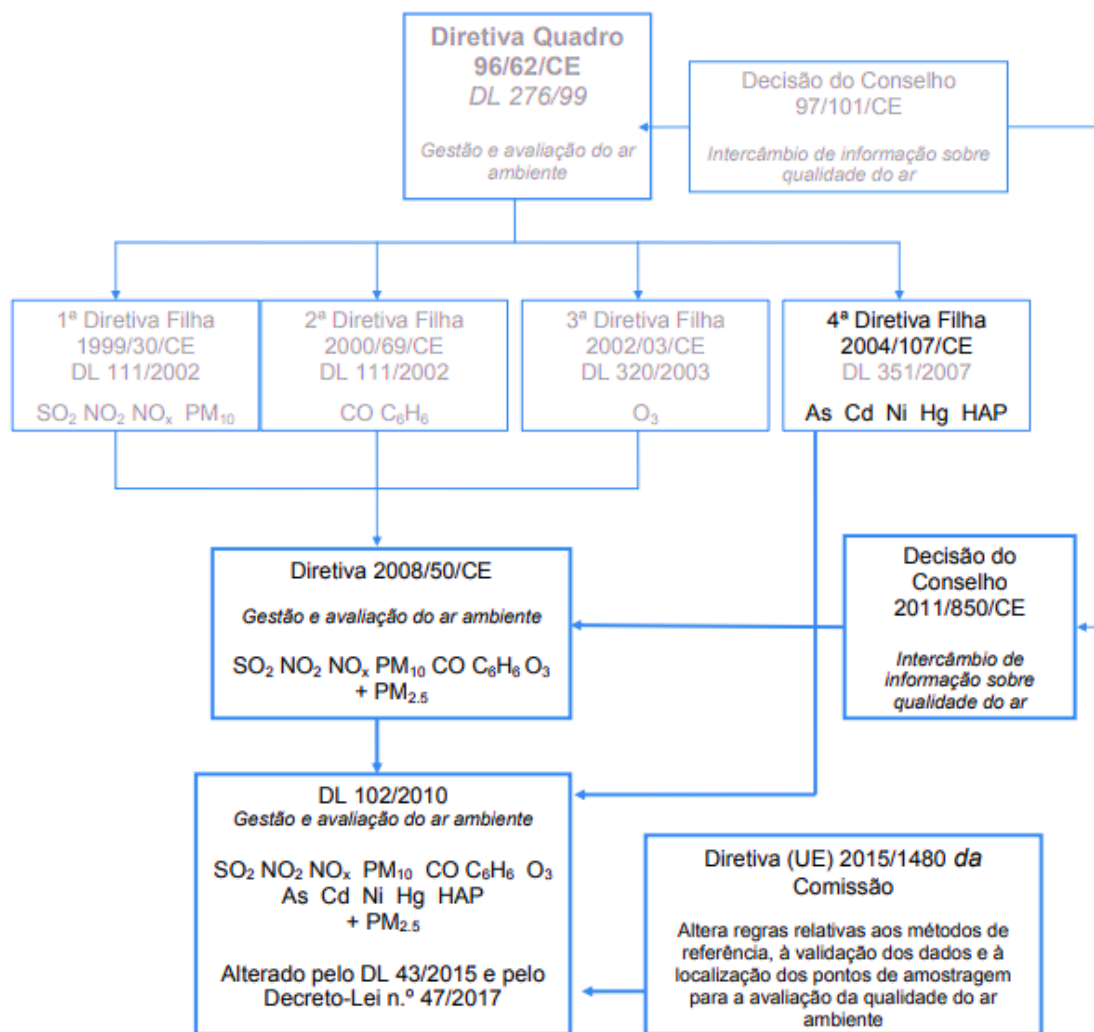 Diretiva Quadro
96/62/CE
DL 276/99
Gestão e avaliação do ar
ambiente
Decisão do Conselho
97/101/CE
Intercâmbio de informação sobre
qualidade do ar
1ª Diretiva Filha
1999/30/CE
DL 111/2002
SO₂ NO₂ NOₓ PM₁₀
2ª Diretiva Filha
2000/69/CE
DL 111/2002
CO C₆H₆
3ª Diretiva Filha
2002/03/CE
DL 320/2003
O₃
4ª Diretiva Filha
2004/107/CE
DL 351/2007
As Cd Ni Hg HAP
Diretiva 2008/50/CE
Gestão e avaliação do ar ambiente
SO₂ NO₂ NOₓ PM₁₀ CO C₆H₆ O₃
+ PM₂.₅
Decisão do
Conselho
2011/850/CE
Intercâmbio de
informação sobre
qualidade do ar
DL 102/2010
Gestão e avaliação do ar ambiente
SO₂ NO₂ NOₓ PM₁₀ CO C₆H₆ O₃
As Cd Ni Hg HAP
+ PM₂.₅
Alterado pelo DL 43/2015 e pelo
Decreto-Lei n.º 47/2017
Diretiva (UE) 2015/1480 da
Comissão
Altera regras relativas aos métodos de
referência, à validação dos dados e à
localização dos pontos de amostragem
para a avaliação da qualidade do ar
ambiente